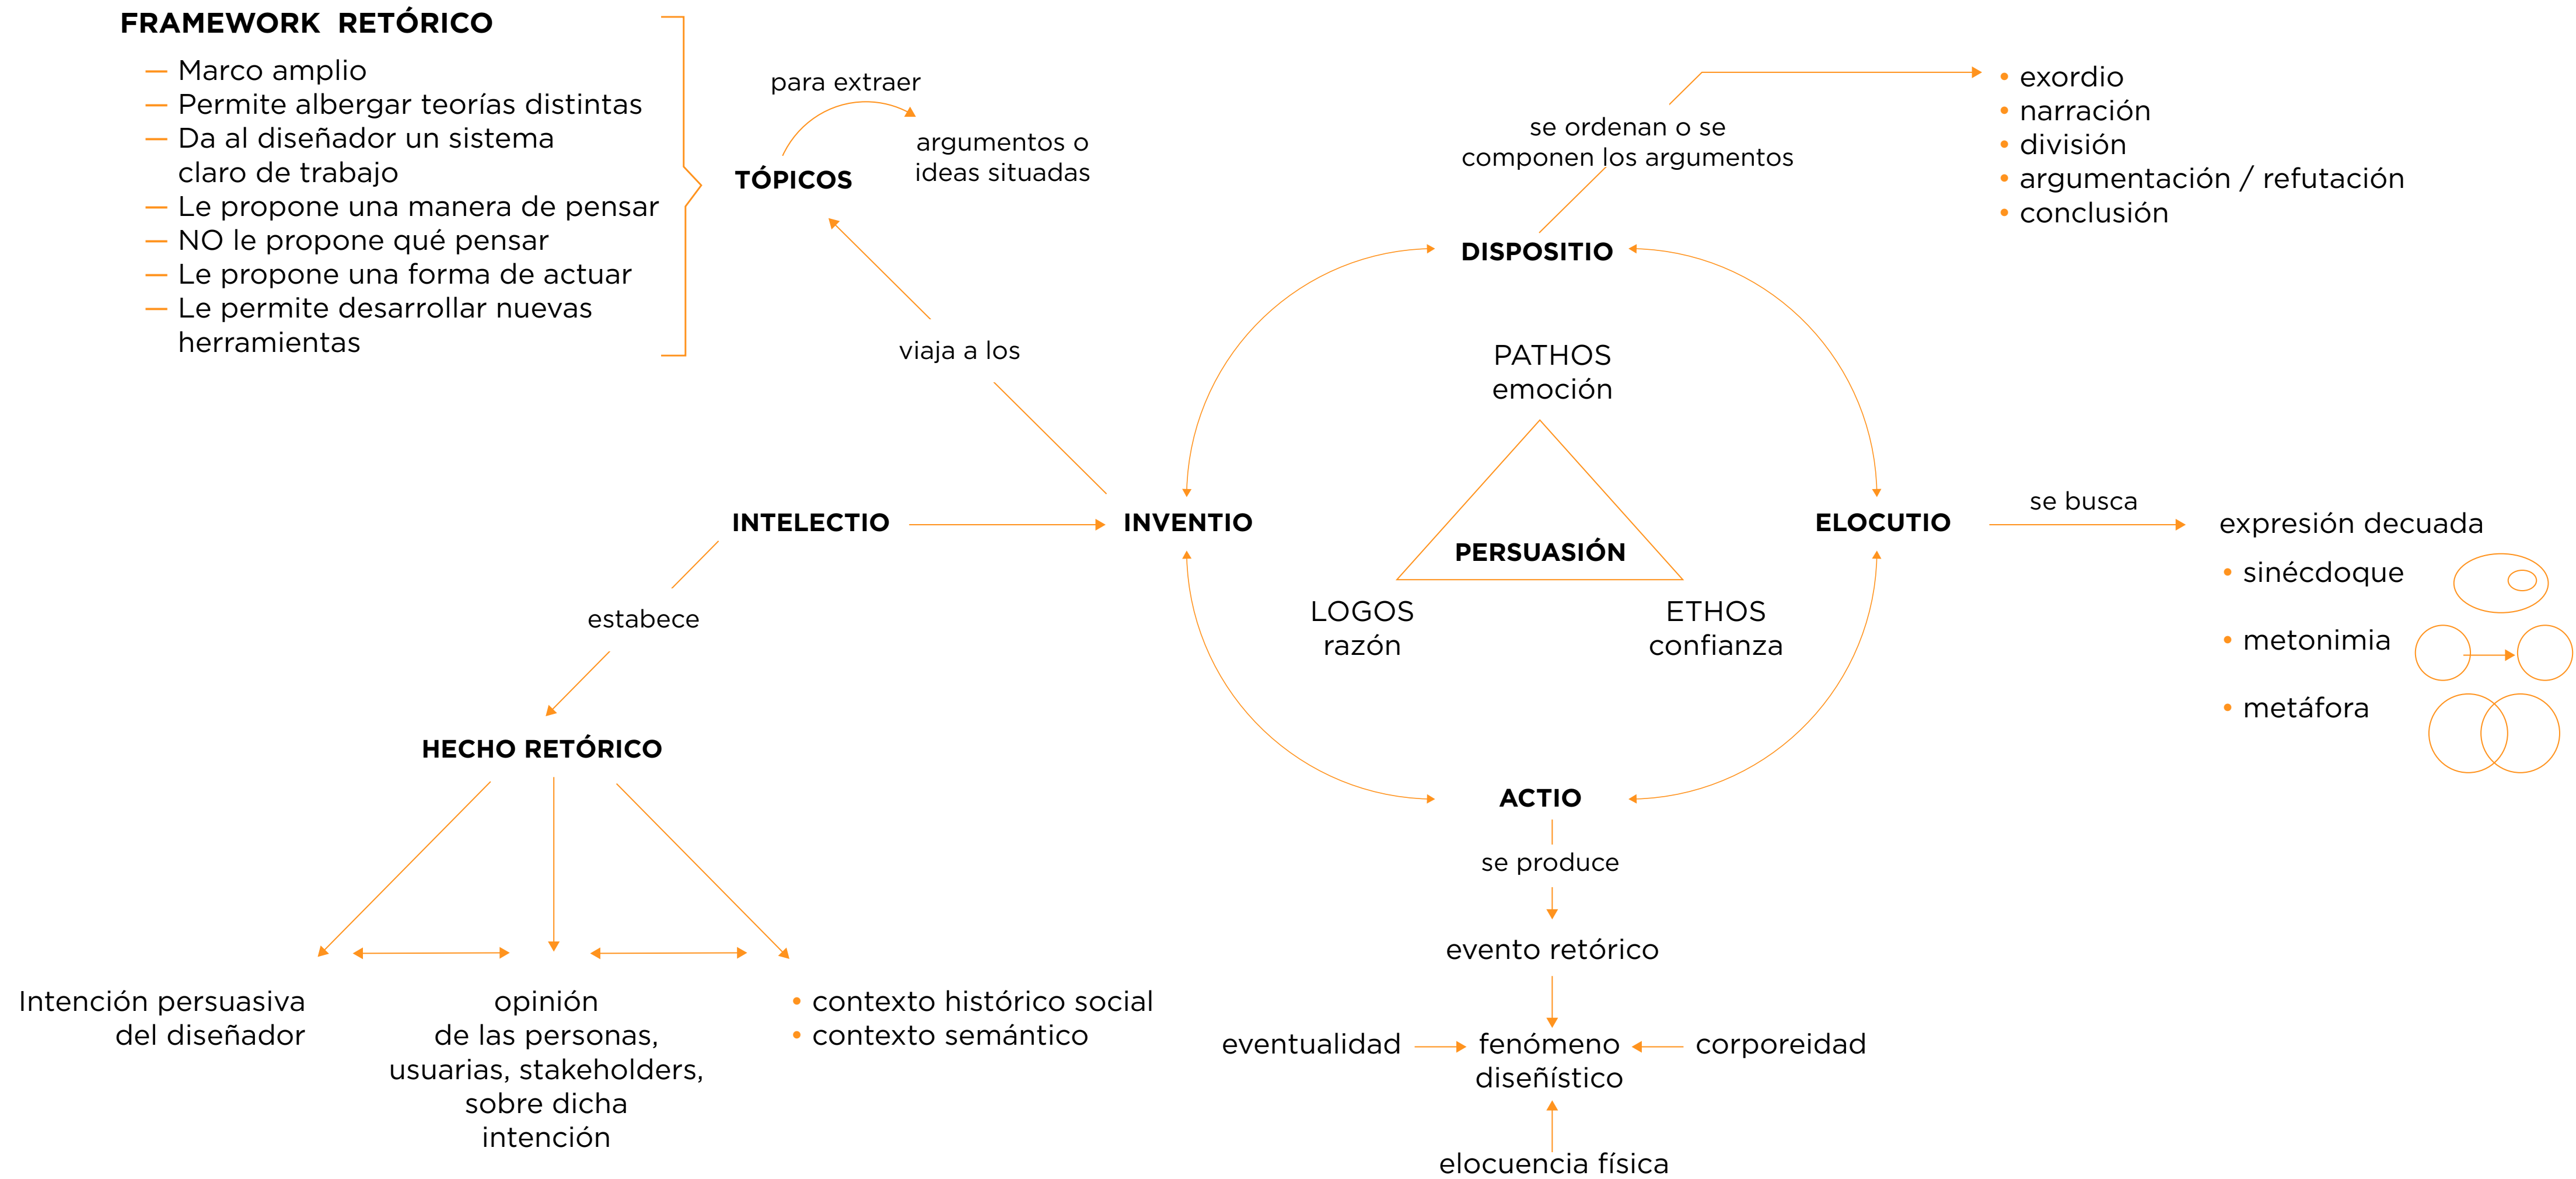 FRAMEWORK RETÓRICO
— Marco amplio
— Permite albergar teorías distintas
— Da al diseñador un sistema
claro de trabajo
— Le propone una manera de pensar
— NO le propone qué pensar
— Le propone una forma de actuar
— Le permite desarrollar nuevas
herramientas
para extraer
TÓPICOS
argumentos o
ideas situadas
viaja a los
se ordenan o se
componen los argumentos
• exordio
• narración
• división
• argumentación / refutación
• conclusión
DISPOSITIO
PATHOS
emoción
PERSUASIÓN
LOGOS
razón
ETHOS
confianza
INTELECTIO
INVENTIO
ELOCUTIO
se busca
expresión decuada
• sinécdoque
• metonimia
• metáfora
estabece
HECHO RETÓRICO
Intención persuasiva
del diseñador
opinión
de las personas,
usuarias, stakeholders,
sobre dicha
intención
• contexto histórico social
• contexto semántico
ACTIO
se produce
evento retórico
eventualidad
fenómeno
diseñístico
corporeidad
elocuencia física